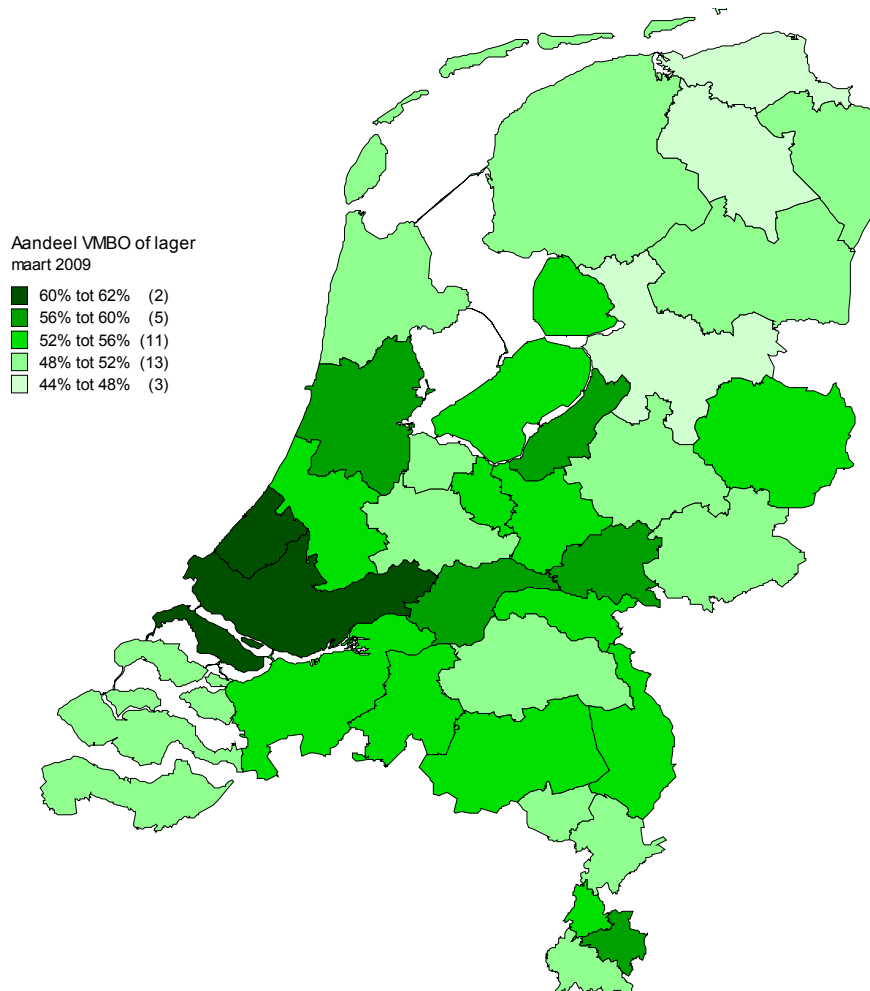 Aandeel VMBO of lager
maart 2009
60% tot 62% (2)
56% tot 60% (5)
52% tot 56% (11)
48% tot 52% (13)
44% tot 48% (3)